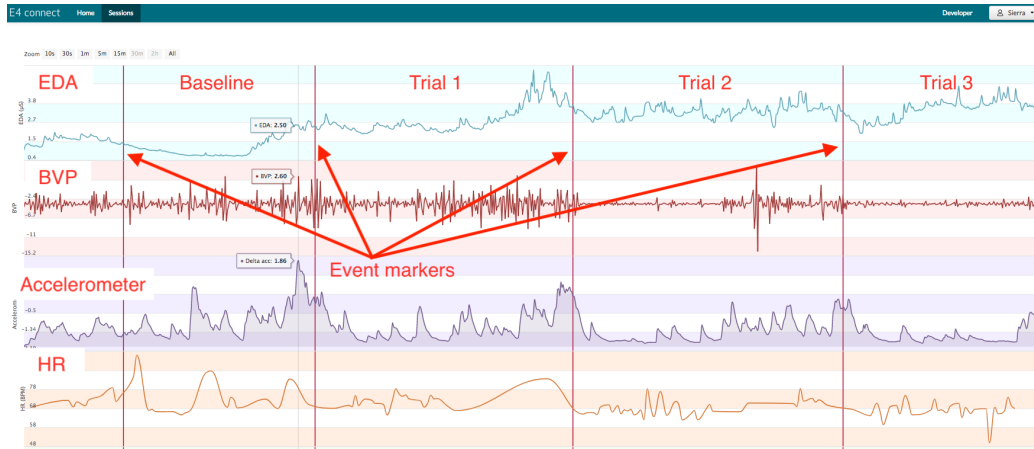 E4 connect Home Sessions Developer Sierra
Zoom 10s 30s 1m 5m 15m 30m 2h All
EDA Baseline Trial 1 Trial 2 Trial 3
EDA (µS)
3.8
2.7
1.5
0.4
EDA: 2.50
BVP
BVP: 2.60
BVP
-6.7
-11
-15.2
Delta acc: 1.86
Event markers
Accelerometer
Accelerom
-0.5
-1.34
HR
HR (BPM)
78
68
58
48